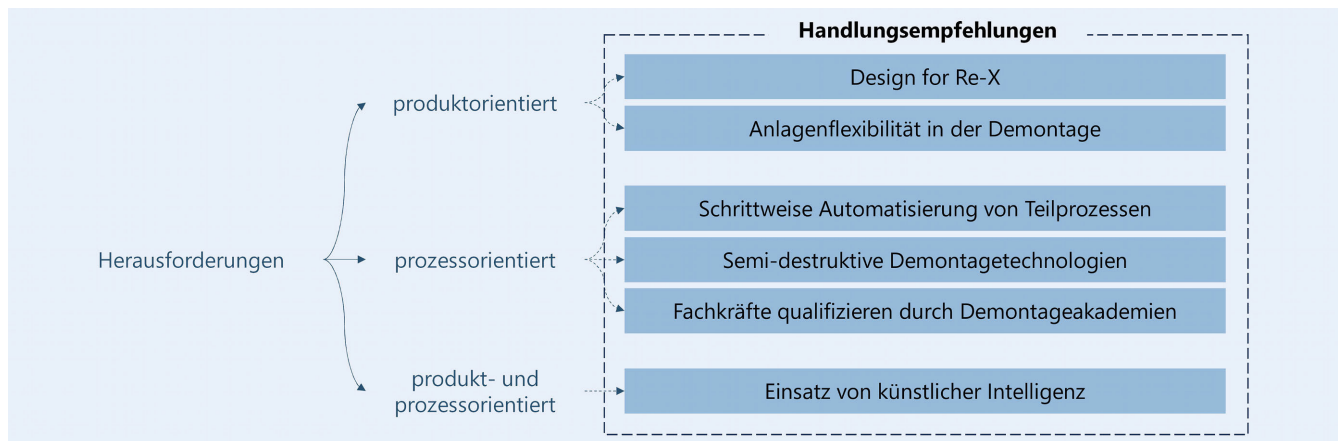 Handlungsempfehlungen
produktorientiert
Design for Re-X
Anlagenflexibilität in der Demontage
Herausforderungen
prozessorientiert
Schrittweise Automatisierung von Teilprozessen
Semi-destruktive Demontagetechnologien
Fachkräfte qualifizieren durch Demontageakademien
produkt- und
prozessorientiert
Einsatz von künstlicher Intelligenz